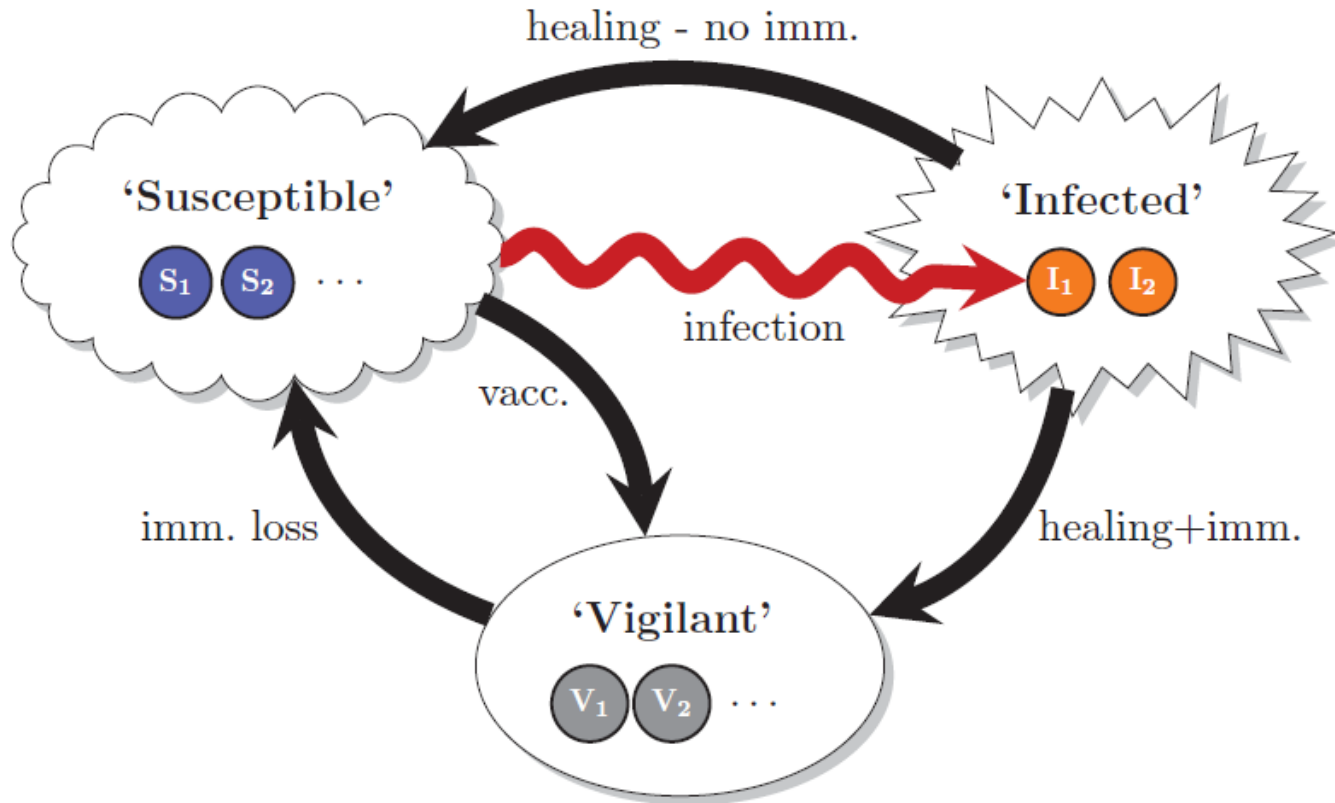 healing - no imm.
‘Susceptible’
‘Infected’
S₁ S₂ ...
I₁ I₂
infection
vacc.
imm. loss
healing+imm.
‘Vigilant’
V₁ V₂ ...